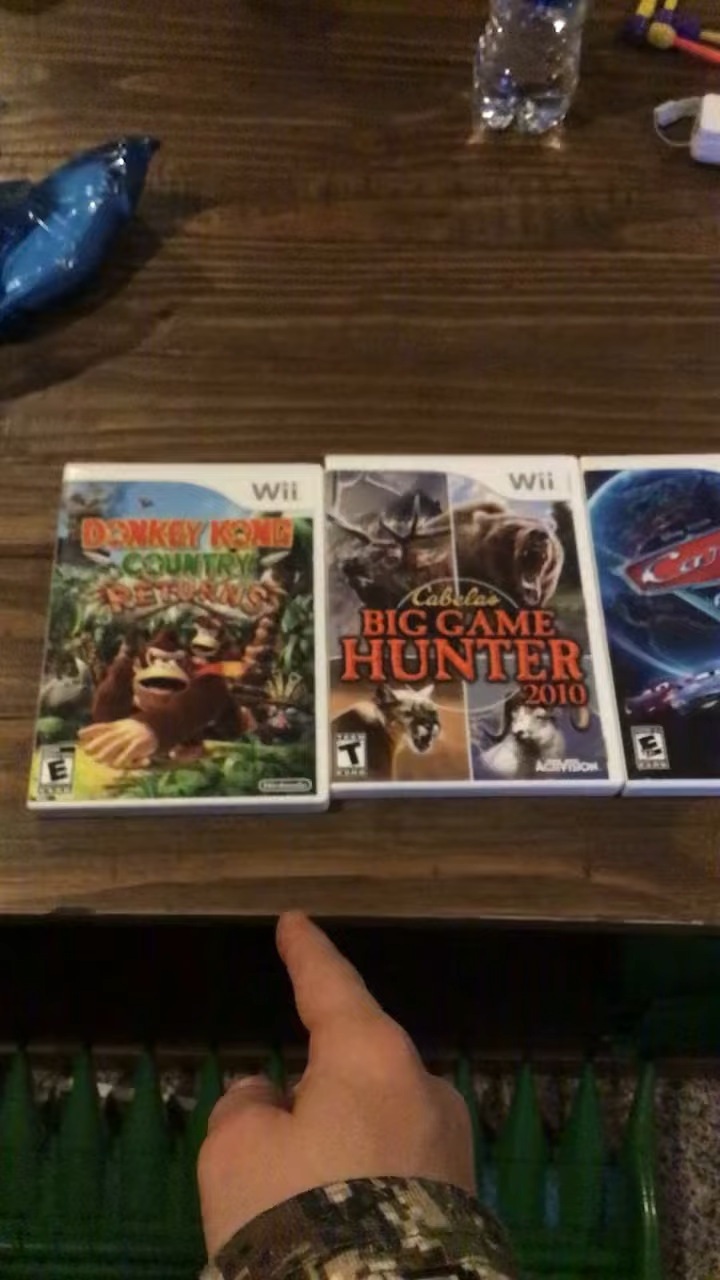 Wii
DONKEY KONG
COUNTRY
RETURNS
E
Nintendo
Wii
Cabela's
BIG GAME
HUNTER
2010
T
ACTIVISION
E